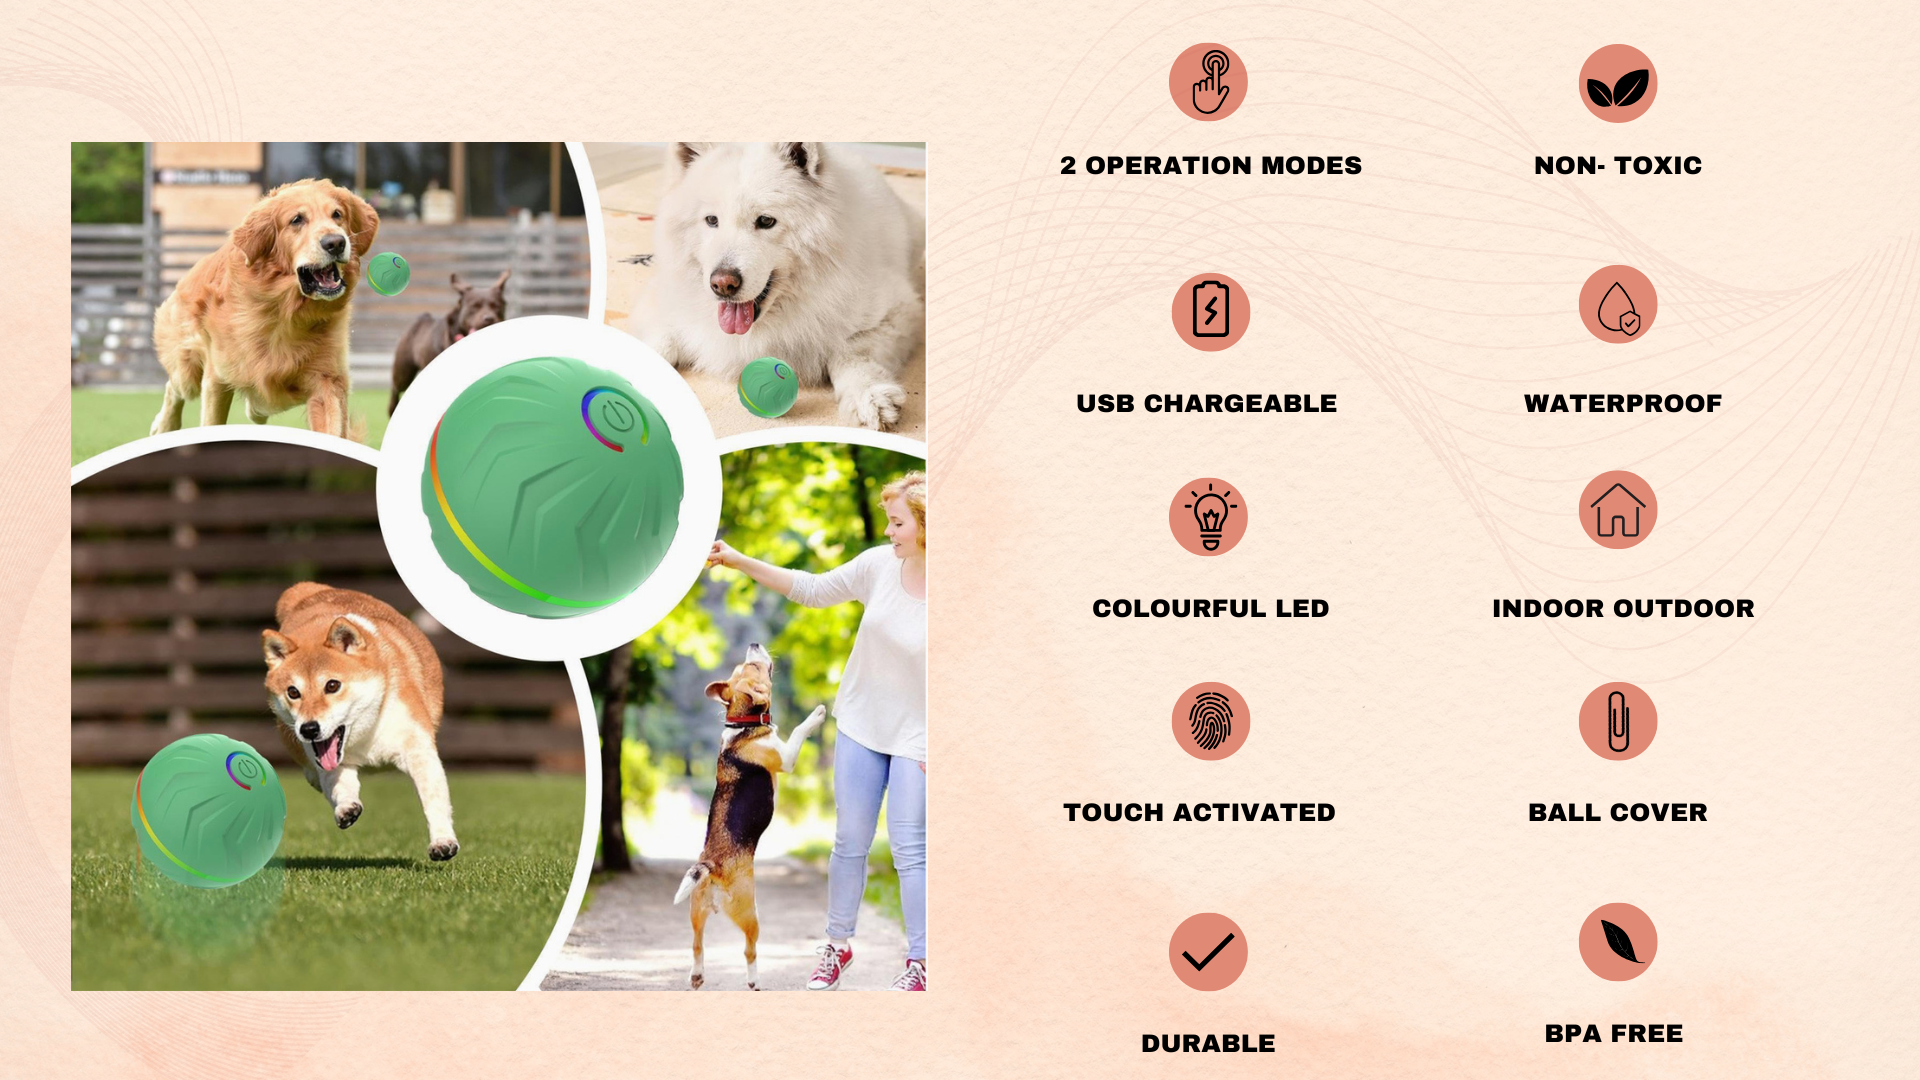 2 OPERATION MODES
NON- TOXIC
USB CHARGEABLE
WATERPROOF
COLOURFUL LED
INDOOR OUTDOOR
TOUCH ACTIVATED
BALL COVER
DURABLE
BPA FREE